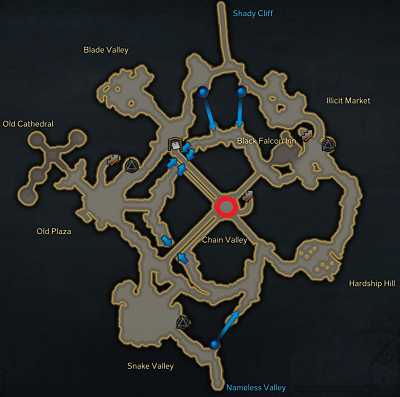 Shady Cliff
Blade Valley
Illicit Market
Old Cathedral
Black Falcon Inn
Old Plaza
Chain Valley
Hardship Hill
Snake Valley
Nameless Valley